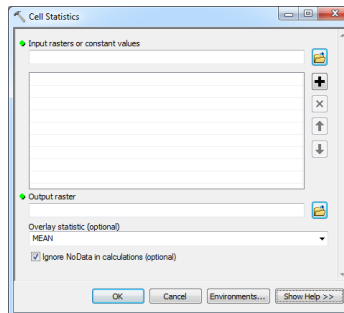 Cell Statistics
Input rasters or constant values
Output raster
Overlay statistic (optional)
MEAN
Ignore NoData in calculations (optional)
OK Cancel Environments... Show Help >>